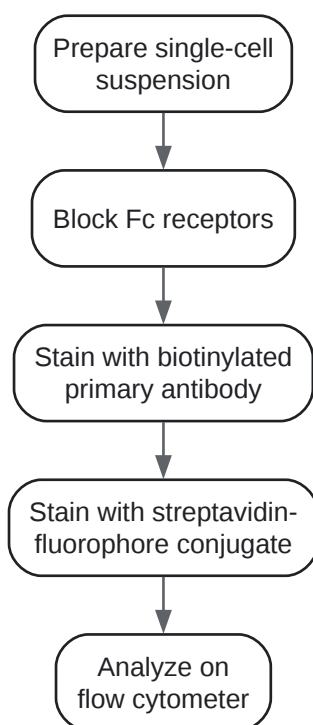 Prepare single-cell
suspension
Block Fc receptors
Stain with biotinylated
primary antibody
Stain with streptavidin-
fluorophore conjugate
Analyze on
flow cytometer